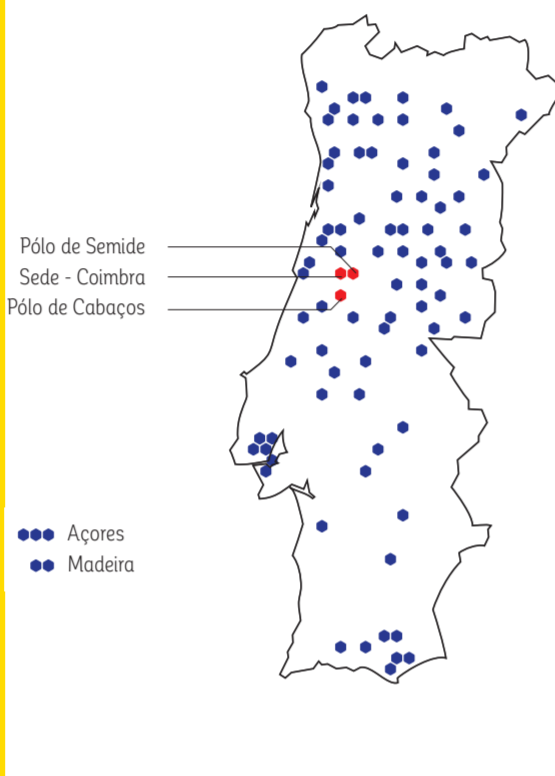 Pólo de Semide
Sede - Coimbra
Pólo de Cabaços
Açores
Madeira